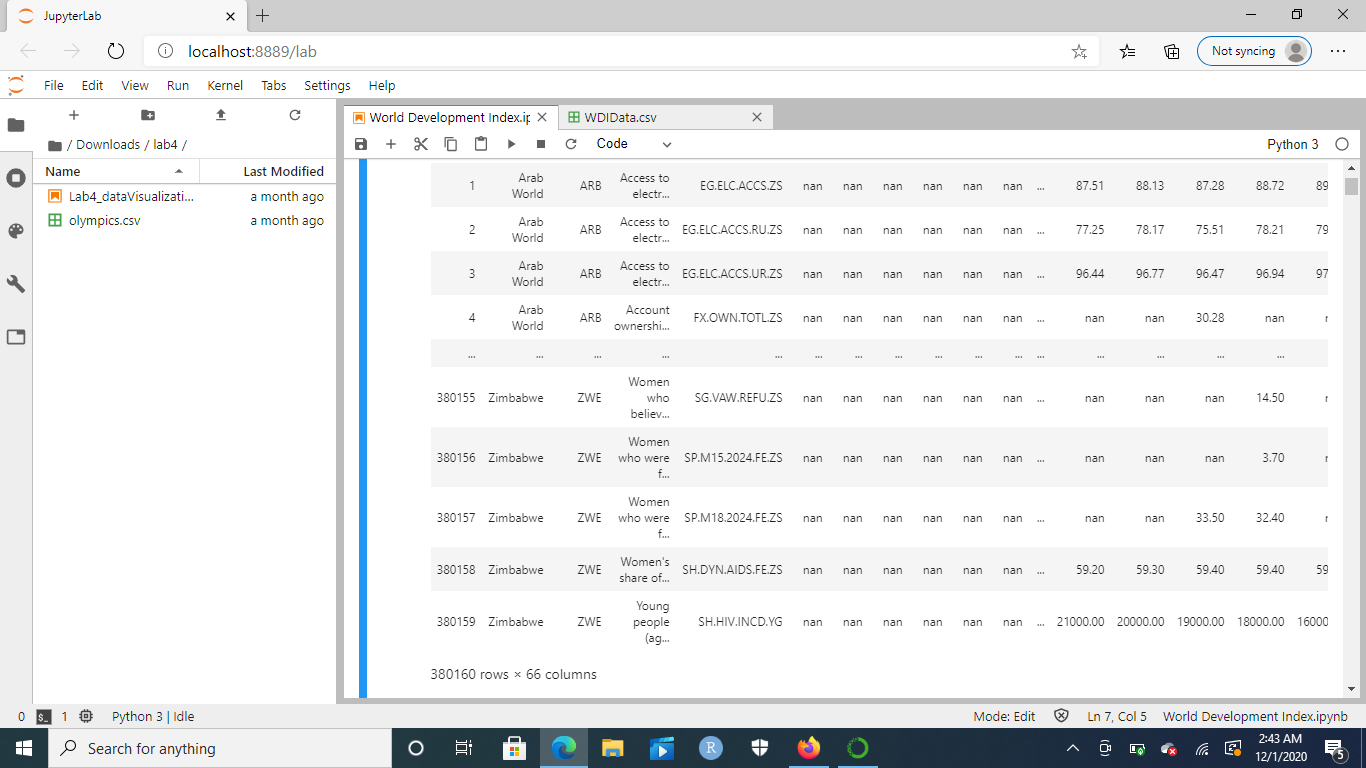 JupyterLab
localhost:8889/lab
Not syncing
File Edit View Run Kernel Tabs Settings Help
World Development Index.ip
WDIData.csv
/ Downloads / lab4 /
Code
Python 3
Name Last Modified
Lab4_dataVisualizati... a month ago
olympics.csv a month ago
1 Arab World ARB Access to electr... EG.ELC.ACCS.ZS nan nan nan nan nan nan ... 87.51 88.13 87.28 88.72 89
2 Arab World ARB Access to electr... EG.ELC.ACCS.RU.ZS nan nan nan nan nan nan ... 77.25 78.17 75.51 78.21 79
3 Arab World ARB Access to electr... EG.ELC.ACCS.UR.ZS nan nan nan nan nan nan ... 96.44 96.77 96.47 96.94 97
4 Arab World ARB Account ownershi... FX.OWN.TOTL.ZS nan nan nan nan nan nan ... nan nan 30.28 nan
... ... ... ... ... ... ... ... ... ... ... ... ... ... ... ...
380155 Zimbabwe ZWE Women who believ... SG.VAW.REFU.ZS nan nan nan nan nan nan ... nan nan nan 14.50
380156 Zimbabwe ZWE Women who were f... SP.M15.2024.FE.ZS nan nan nan nan nan nan ... nan nan nan 3.70
380157 Zimbabwe ZWE Women who were f... SP.M18.2024.FE.ZS nan nan nan nan nan nan ... nan nan 33.50 32.40
380158 Zimbabwe ZWE Women's share of... SH.DYN.AIDS.FE.ZS nan nan nan nan nan nan ... 59.20 59.30 59.40 59.40 59
380159 Zimbabwe ZWE Young people (ag... SH.HIV.INCD.YG nan nan nan nan nan nan ... 21000.00 20000.00 19000.00 18000.00 16000
380160 rows × 66 columns
0 1 Python 3 | Idle Mode: Edit Ln 7, Col 5 World Development Index.ipynb
Search for anything
R
2:43 AM
12/1/2020
5